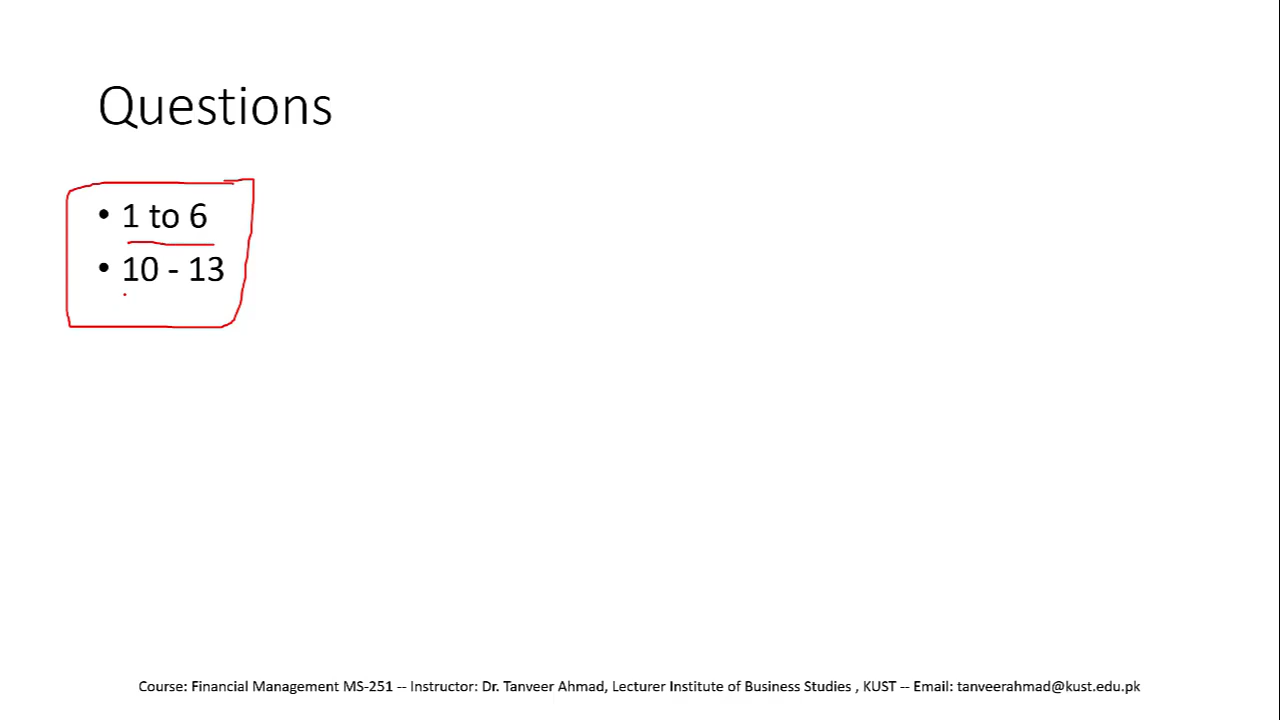 Questions
• 1 to 6
• 10 - 13
Course: Financial Management MS-251 -- Instructor: Dr. Tanveer Ahmad, Lecturer Institute of Business Studies , KUST -- Email: tanveerahmad@kust.edu.pk